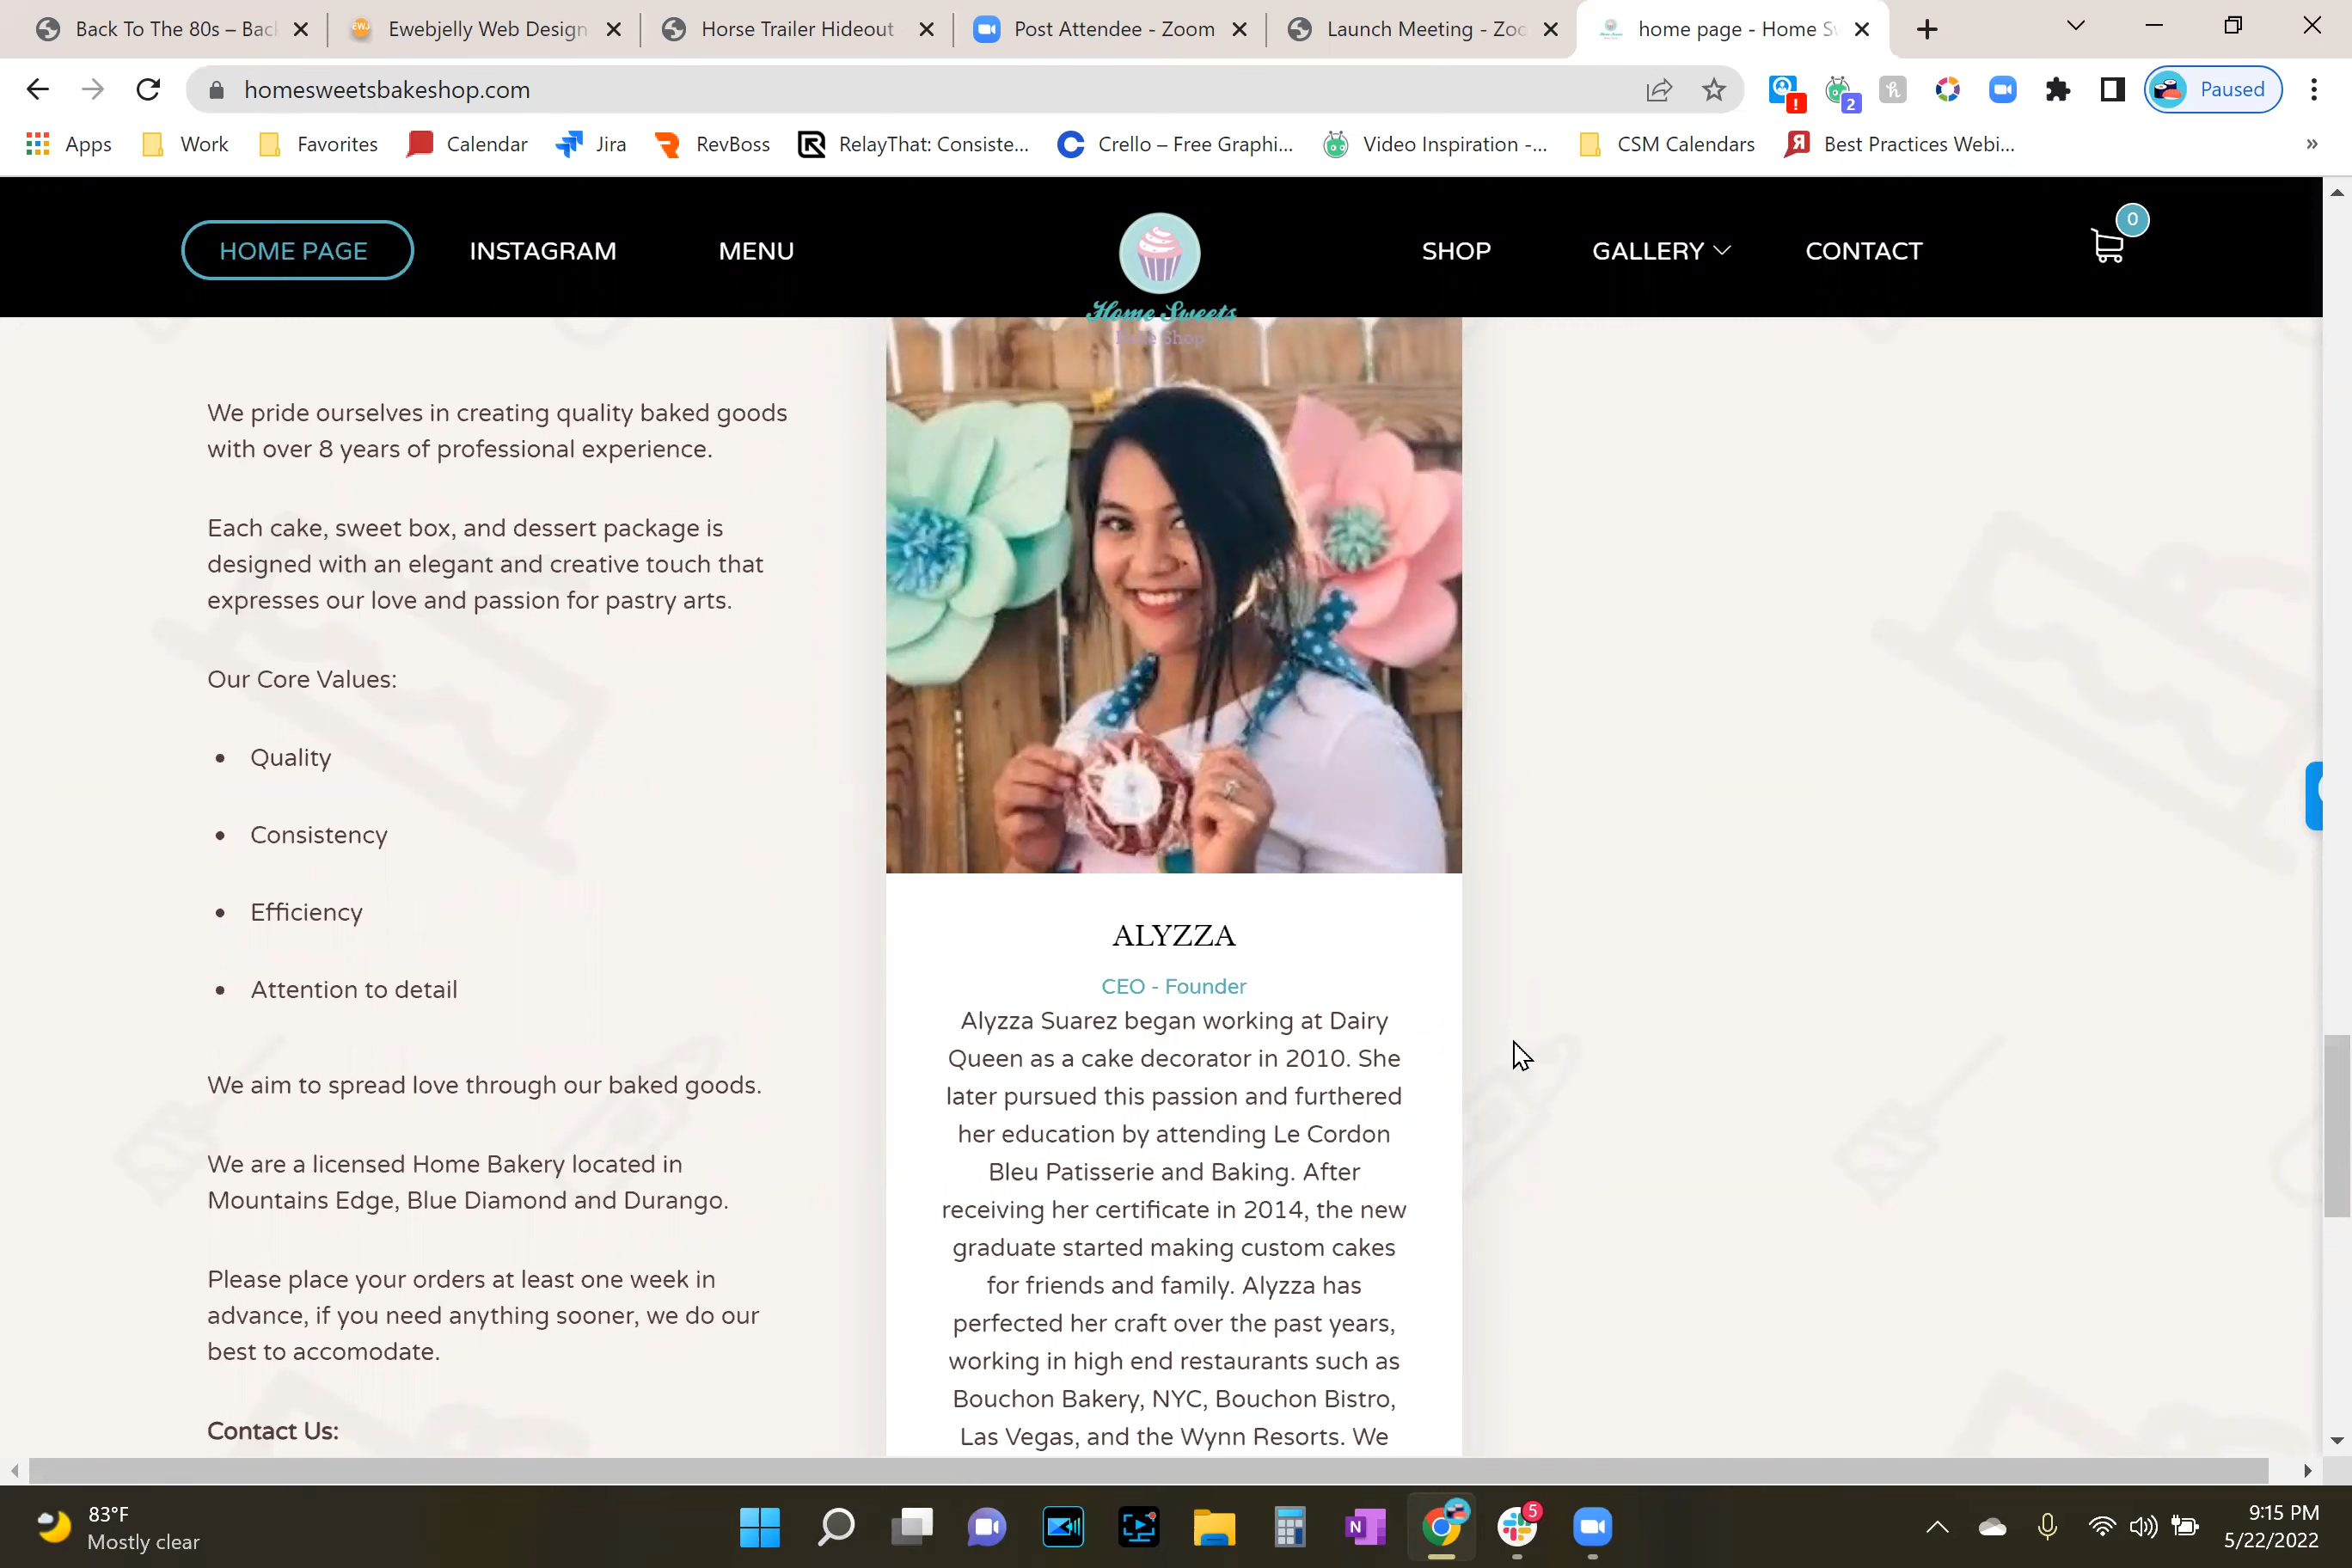 Back To The 80s – Bac
Ewebjelly Web Design
Horse Trailer Hideout
Post Attendee - Zoom
Launch Meeting - Zoo
home page - Home Sw
homesweetsbakeshop.com
2
Paused
Apps
Work
Favorites
Calendar
Jira
RevBoss
RelayThat: Consiste...
Crello – Free Graphi...
Video Inspiration -...
CSM Calendars
Best Practices Webi...
HOME PAGE
INSTAGRAM
MENU
Home Sweets
Bake Shop
SHOP
GALLERY
CONTACT
0
We pride ourselves in creating quality baked goods
with over 8 years of professional experience.
Each cake, sweet box, and dessert package is
designed with an elegant and creative touch that
expresses our love and passion for pastry arts.
Our Core Values:
• Quality
• Consistency
• Efficiency
• Attention to detail
We aim to spread love through our baked goods.
We are a licensed Home Bakery located in
Mountains Edge, Blue Diamond and Durango.
Please place your orders at least one week in
advance, if you need anything sooner, we do our
best to accomodate.
Contact Us:
ALYZZA
CEO - Founder
Alyzza Suarez began working at Dairy
Queen as a cake decorator in 2010. She
later pursued this passion and furthered
her education by attending Le Cordon
Bleu Patisserie and Baking. After
receiving her certificate in 2014, the new
graduate started making custom cakes
for friends and family. Alyzza has
perfected her craft over the past years,
working in high end restaurants such as
Bouchon Bakery, NYC, Bouchon Bistro,
Las Vegas, and the Wynn Resorts. We
83°F
Mostly clear
5
9:15 PM
5/22/2022